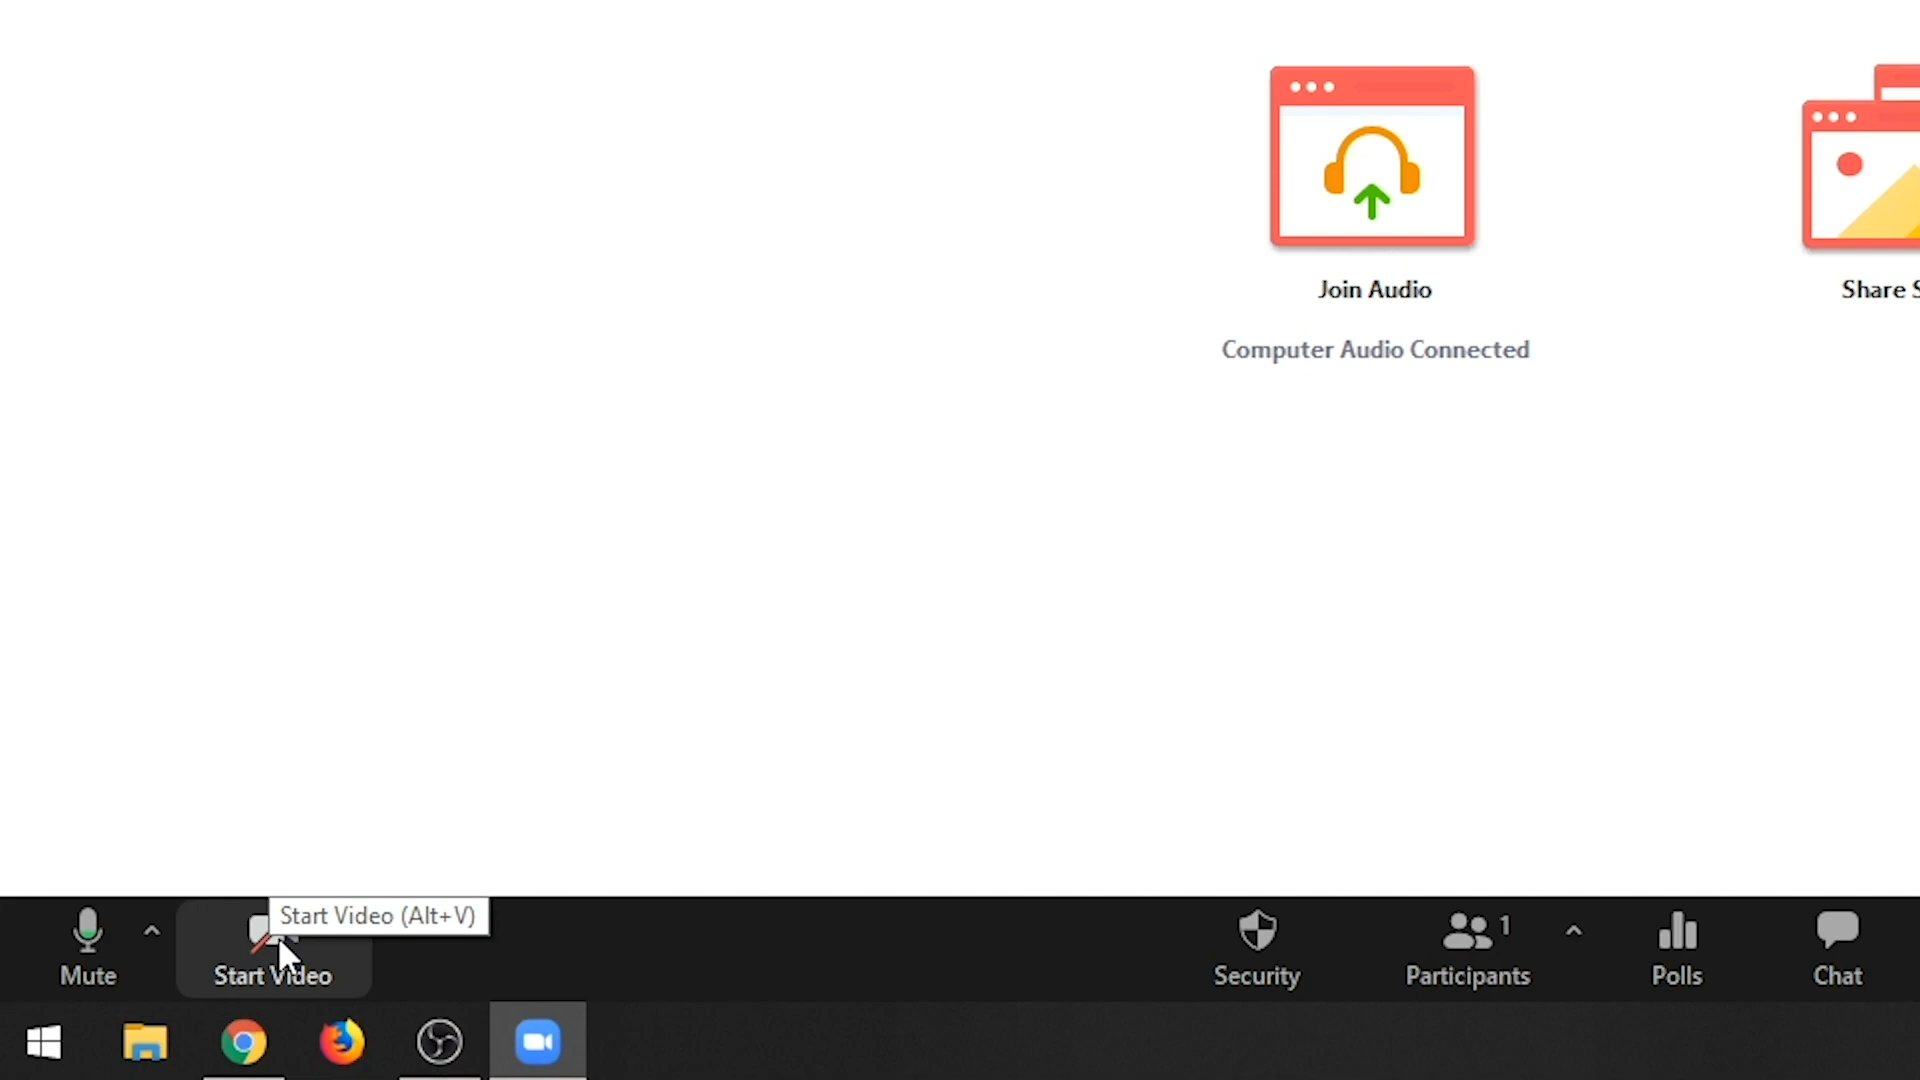 Join Audio
Share S
Computer Audio Connected
Start Video (Alt+V)
Mute
Start Video
Security
1
Participants
Polls
Chat